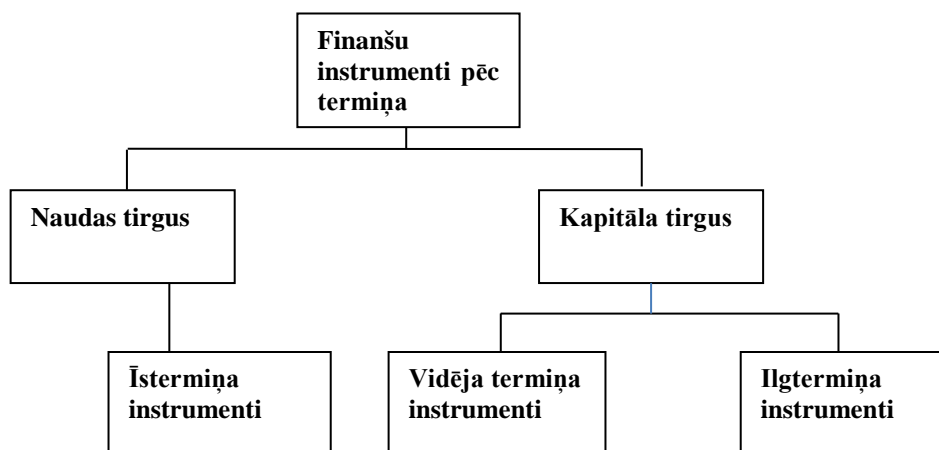 Finanšu
instrumenti pēc
termiņa
Naudas tirgus
Kapitāla tirgus
Īstermiņa
instrumenti
Vidēja termiņa
instrumenti
Ilgtermiņa
instrumenti